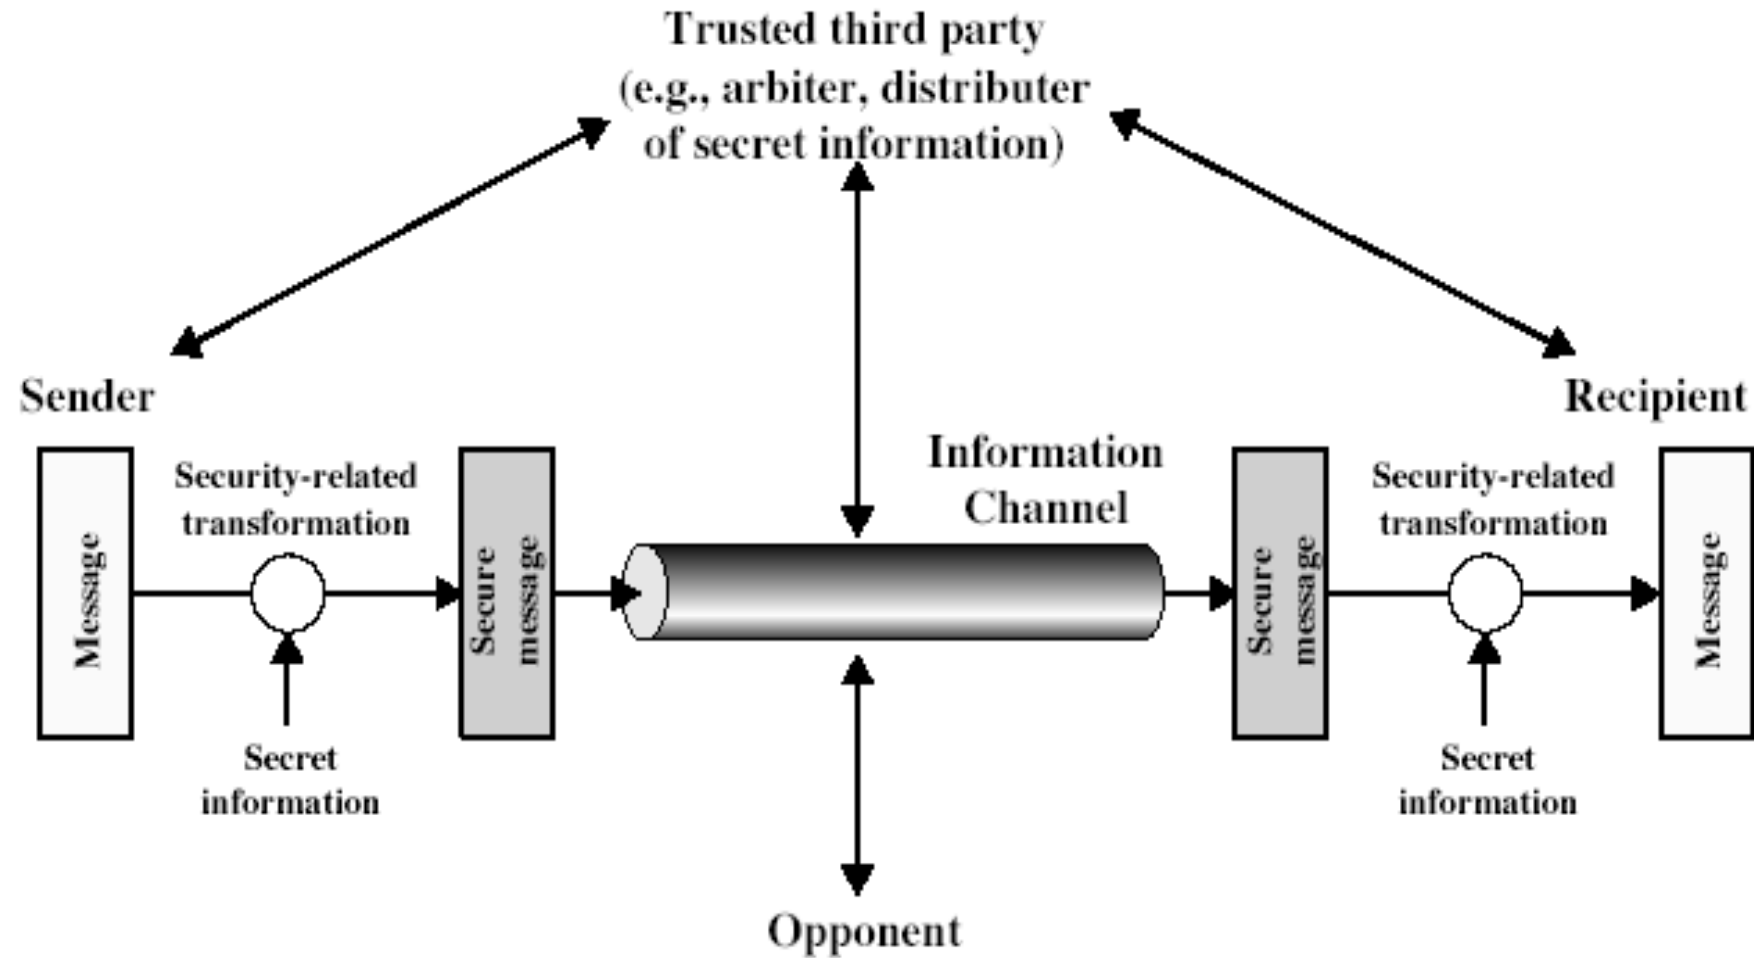 Trusted third party
(e.g., arbiter, distributer
of secret information)
Sender
Recipient
Information
Channel
Security-related
transformation
Security-related
transformation
Message
Secure
message
Secure
message
Message
Secret
information
Secret
information
Opponent